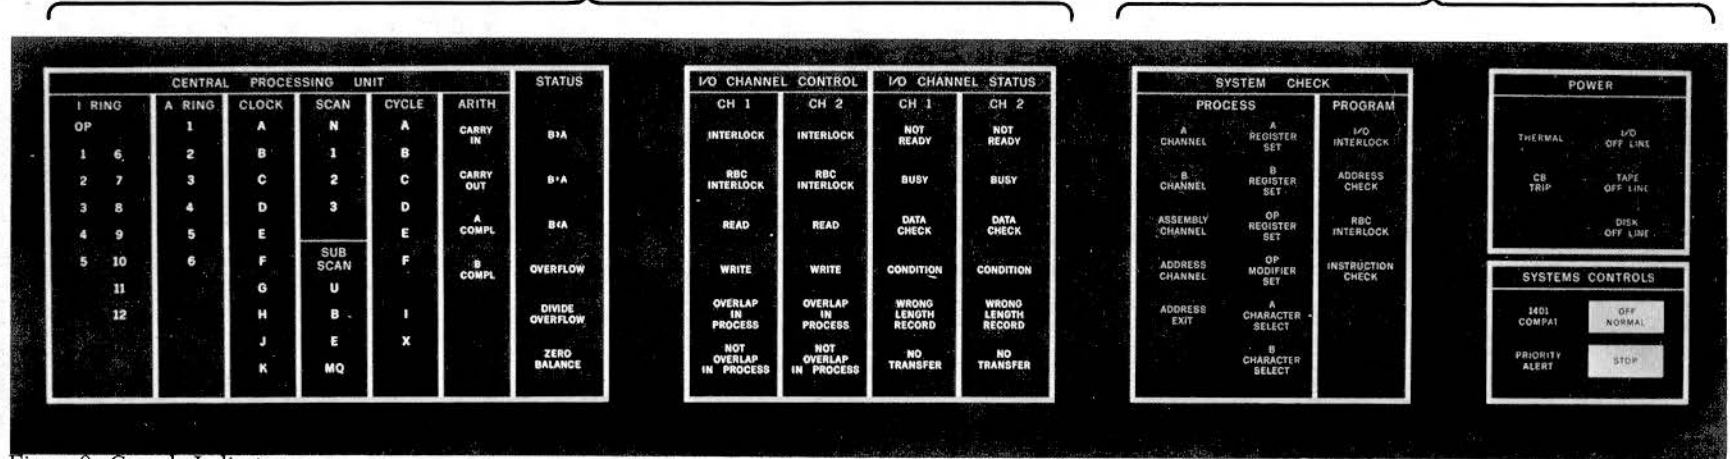 CENTRAL PROCESSING UNIT
I RING
OP
1 6
2 7
3 8
4 9
5 10
11
12
A RING
1
2
3
4
5
6
CLOCK
A
B
C
D
E
F
G
H
J
K
SCAN
N
1
2
3
SUB
SCAN
U
B
E
MQ
CYCLE
A
B
C
D
E
F
I
X
ARITH
CARRY
IN
CARRY
OUT
A
COMPL
B
COMPL
STATUS
B>A
B=A
B<A
OVERFLOW
DIVIDE
OVERFLOW
ZERO
BALANCE
I/O CHANNEL CONTROL
CH 1
INTERLOCK
RBC
INTERLOCK
READ
WRITE
OVERLAP
IN
PROCESS
NOT
OVERLAP
IN PROCESS
CH 2
INTERLOCK
RBC
INTERLOCK
READ
WRITE
OVERLAP
IN
PROCESS
NOT
OVERLAP
IN PROCESS
I/O CHANNEL STATUS
CH 1
NOT
READY
BUSY
DATA
CHECK
CONDITION
WRONG
LENGTH
RECORD
NO
TRANSFER
CH 2
NOT
READY
BUSY
DATA
CHECK
CONDITION
WRONG
LENGTH
RECORD
NO
TRANSFER
SYSTEM CHECK
PROCESS
A
CHANNEL
B
CHANNEL
ASSEMBLY
CHANNEL
ADDRESS
CHANNEL
ADDRESS
EXIT
A
REGISTER
SET
B
REGISTER
SET
OP
REGISTER
SET
OP
MODIFIER
SET
A
CHARACTER
SELECT
B
CHARACTER
SELECT
PROGRAM
I/O
INTERLOCK
ADDRESS
CHECK
RBC
INTERLOCK
INSTRUCTION
CHECK
POWER
THERMAL
CB
TRIP
I/O
OFF LINE
TAPE
OFF LINE
DISK
OFF LINE
SYSTEMS CONTROLS
1401
COMPAT
OFF
NORMAL
PRIORITY
ALERT
STOP